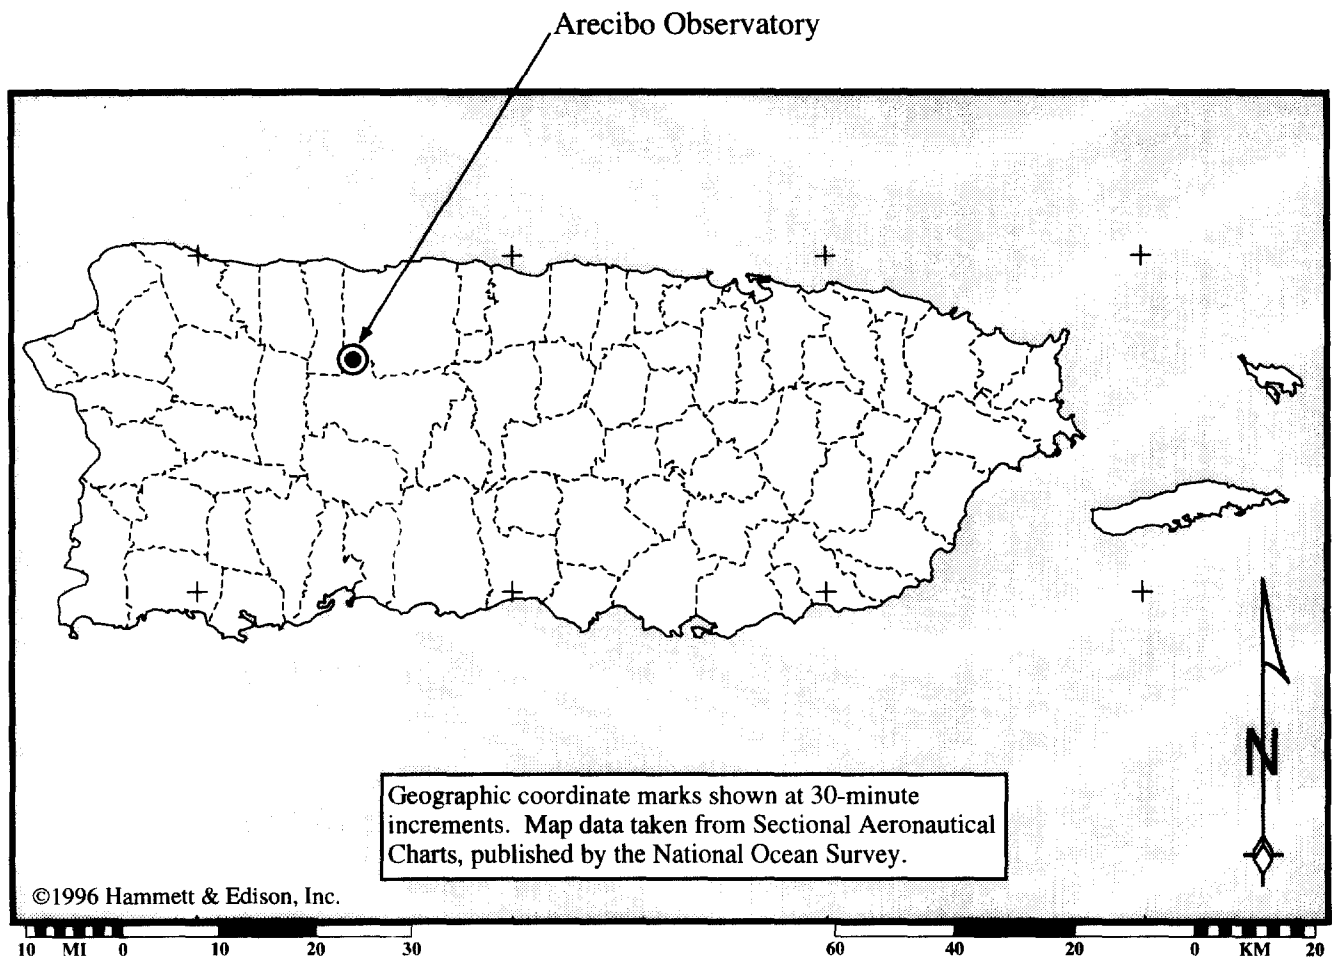 Arecibo Observatory
N
Geographic coordinate marks shown at 30-minute
increments. Map data taken from Sectional Aeronautical
Charts, published by the National Ocean Survey.
©1996 Hammett & Edison, Inc.
10 MI 0 10 20 30 60 40 20 0 KM 20